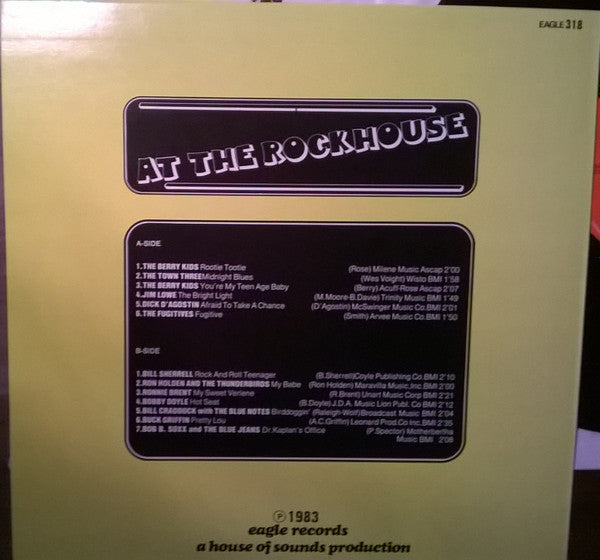 EAGLE 318
AT THE ROCKHOUSE
A-SIDE
1.THE BERRY KIDS Rootie Tootie (Rose) Milene Music Ascap 2'00
2.THE TOWN THREE Midnight Blues (Wes Voight) Wisto BMI 1'58
3.THE BERRY KIDS You're My Teen Age Baby (Berry) Acuff-Rose Ascap 2'07
4.JIM LOWE The Bright Light (M.Moore-B.Davie) Trinity Music BMI 1'49
5.DICK D'AGOSTIN Afraid To Take A Chance (D'Agostin) McSwinger Music Co.BMI 2'01
6.THE FUGITIVES Fugitive (Smith) Arvee Music Co.BMI 1'50
B-SIDE
1.BILL SHERRELL Rock And Roll Teenager (B.Sherrell)Coyle Publishing Co.BMI 2'10
2.RON HOLDEN AND THE THUNDERBIRDS My Babe (Ron Holden) Maravilla Music,Inc.BMI 2'00
3.RONNIE BRENT My Sweet Verlene (R.Brent) Unart Music Corp BMI 2'21
4.BOBBY DOYLE Hot Seat (B.Doyle) J.D.A. Music Lion Publ. Co BMI 2'12
5.BILL CRADDOCK with THE BLUE NOTES Birddoggin' (Raleigh-Wolf)Broadcast Music BMI 2'04
6.BUCK GRIFFIN Pretty Lou (A.C.Griffin) Leonard Prod.Co Inc.BMI 2'35
7.BOB B. SOXX and THE BLUE JEANS Dr.Kaplan's Office (P.Spector) Motherbertha
Music BMI 2'08
℗ 1983
eagle records
a house of sounds production